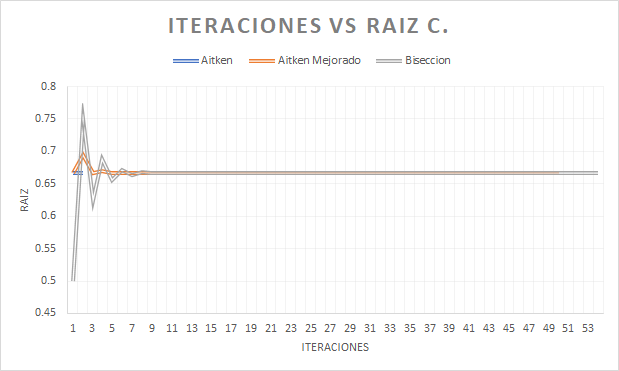 ITERACIONES VS RAIZ C.
Aitken Aitken Mejorado Biseccion
0.8
0.75
0.7
0.65
0.6
0.55
0.5
0.45
RAIZ
1 3 5 7 9 11 13 15 17 19 21 23 25 27 29 31 33 35 37 39 41 43 45 47 49 51 53
ITERACIONES